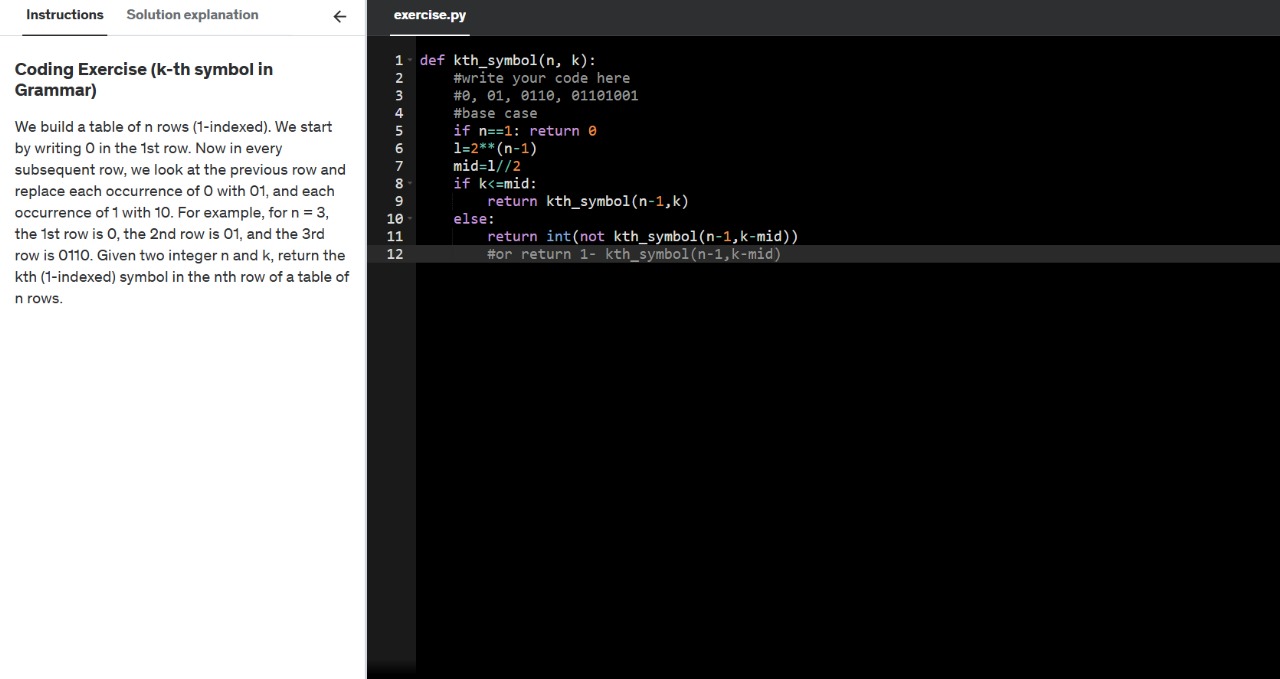 Instructions Solution explanation ←
Coding Exercise (k-th symbol in
Grammar)
We build a table of n rows (1-indexed). We start
by writing 0 in the 1st row. Now in every
subsequent row, we look at the previous row and
replace each occurrence of 0 with 01, and each
occurrence of 1 with 10. For example, for n = 3,
the 1st row is 0, the 2nd row is 01, and the 3rd
row is 0110. Given two integer n and k, return the
kth (1-indexed) symbol in the nth row of a table of
n rows.
exercise.py
1 def kth_symbol(n, k):
2     #write your code here
3     #0, 01, 0110, 01101001
4     #base case
5     if n==1: return 0
6     l=2**(n-1)
7     mid=l//2
8     if k<=mid:
9         return kth_symbol(n-1,k)
10     else:
11         return int(not kth_symbol(n-1,k-mid))
12         #or return 1- kth_symbol(n-1,k-mid)